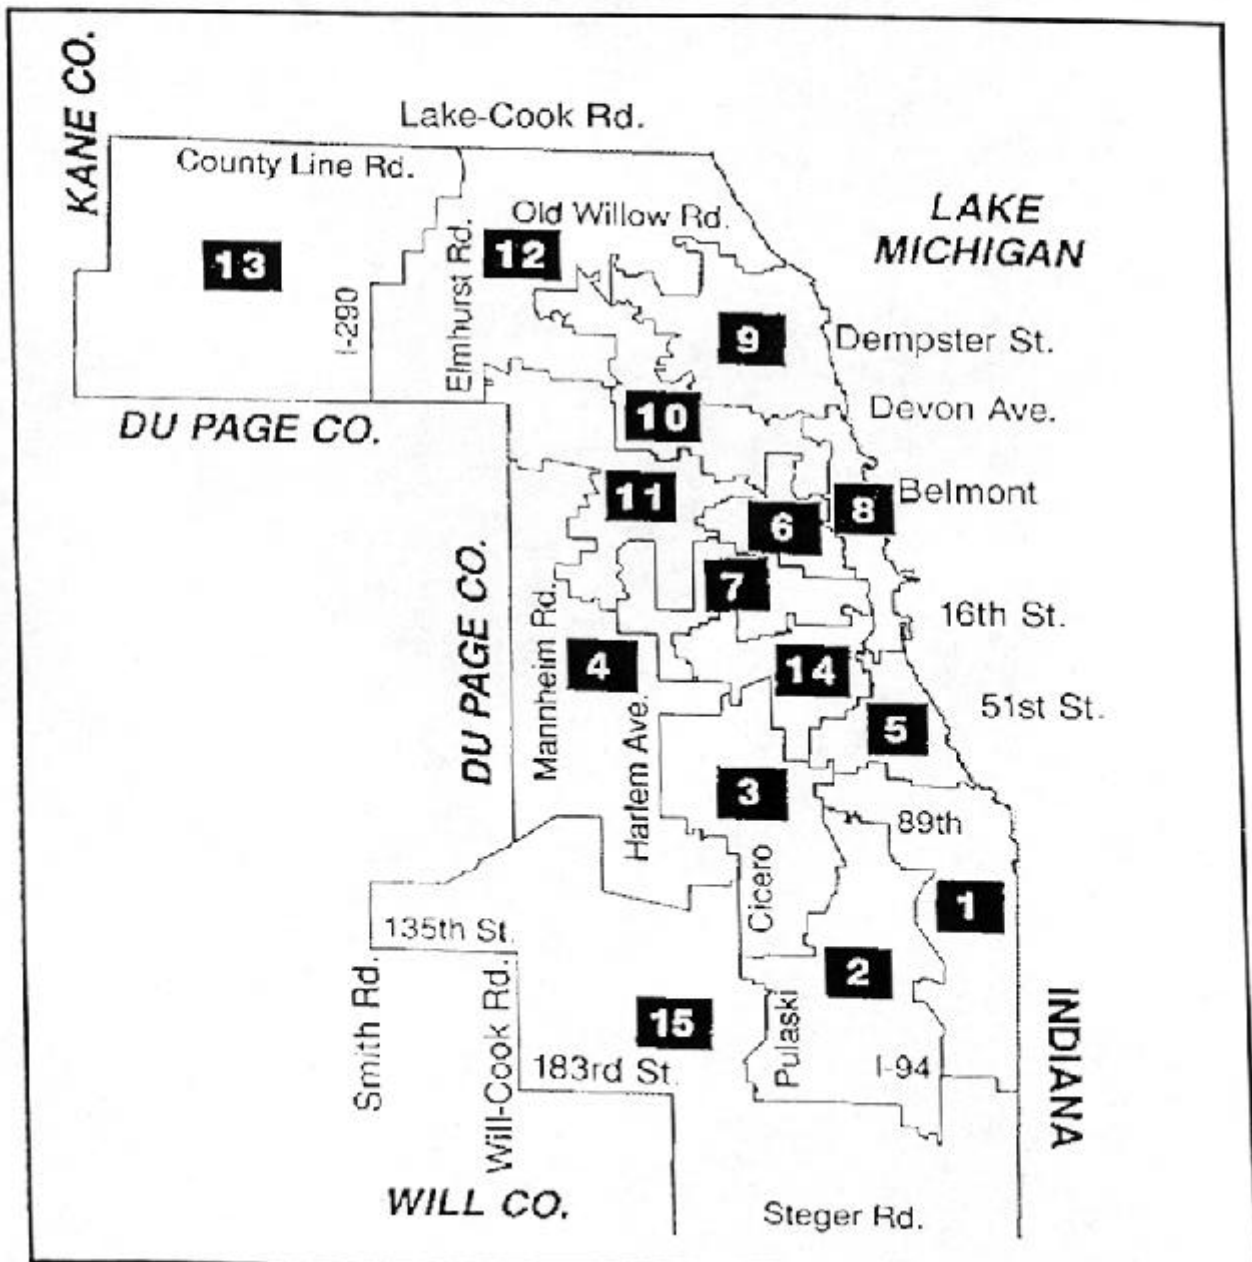 KANE CO.
Lake-Cook Rd.
County Line Rd.
LAKE
MICHIGAN
Old Willow Rd.
13
12
I-290
Elmhurst Rd.
9
Dempster St.
10
Devon Ave.
DU PAGE CO.
11
8
Belmont
6
7
DU PAGE CO.
Mannheim Rd.
16th St.
4
14
51st St.
5
Harlem Ave.
3
89th
Cicero
1
135th St.
2
Smith Rd.
Will-Cook Rd.
15
Pulaski
INDIANA
183rd St.
I-94
WILL CO.
Steger Rd.